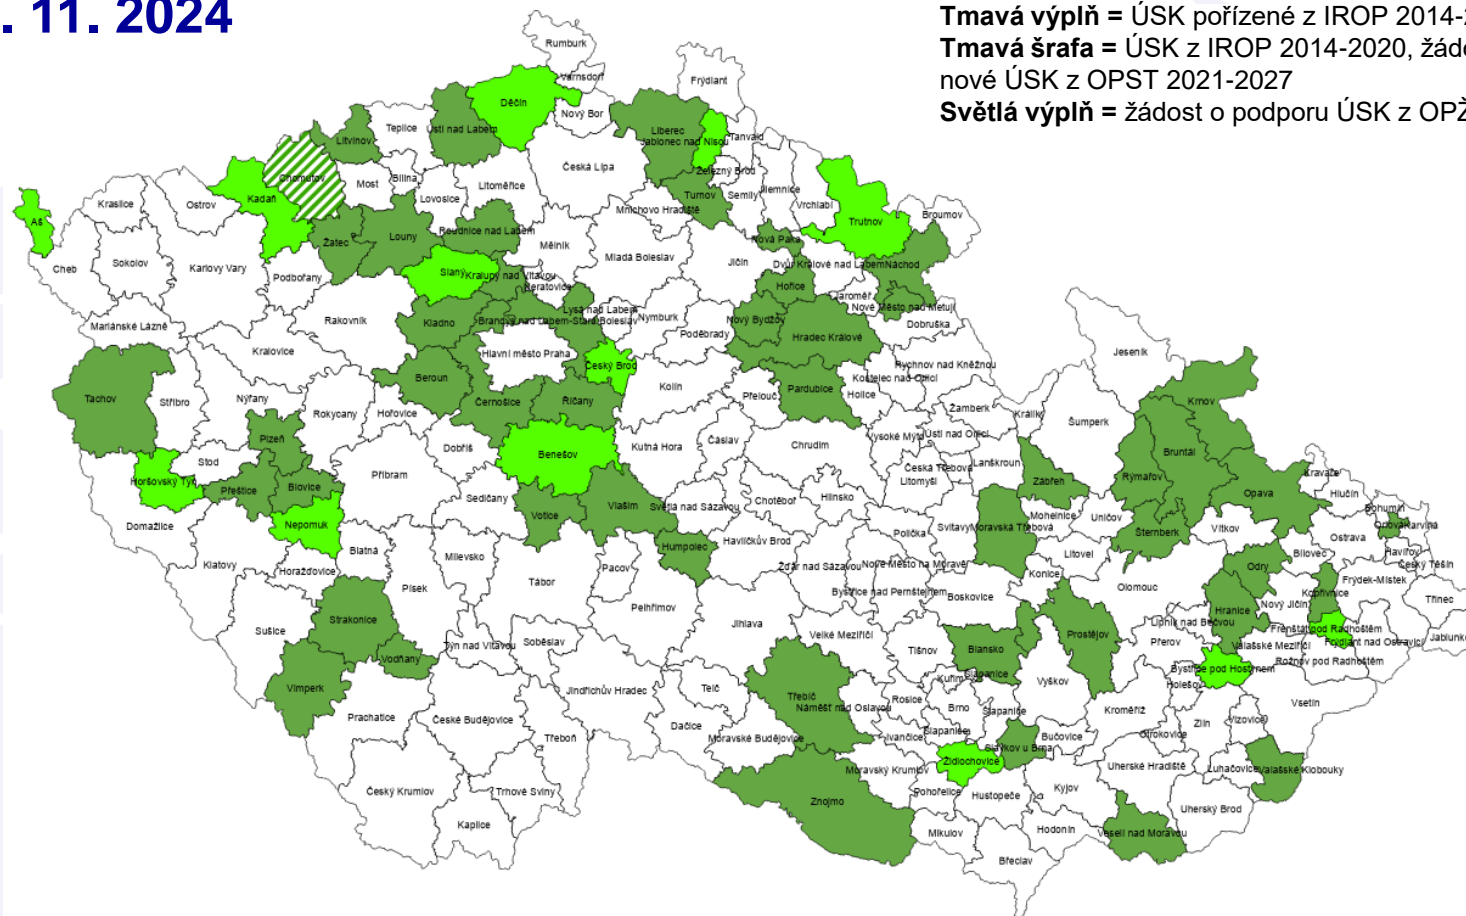 . 11. 2024
Tmavá výplň = ÚSK pořízené z IROP 2014-2
Tmavá šrafa = ÚSK z IROP 2014-2020, žádo
nové ÚSK z OPST 2021-2027
Světlá výplň = žádost o podporu ÚSK z OPŽ
Rumburk
Varnsdorf
Děčín
Nový Bor
Frýdlant
Liberec
Jablonec nad Nisou
Tanvald
Železný Brod
Turnov
Semily
Jilemnice
Vrchlabí
Trutnov
Broumov
Ústí nad Labem
Teplice
Litvínov
Chomutov
Most
Bílina
Lovosice
Litoměřice
Česká Lípa
Mnichovo Hradiště
Kadaň
Ostrov
Kraslice
Aš
Cheb
Sokolov
Karlovy Vary
Podbořany
Žatec
Louny
Roudnice nad Labem
Mělník
Mladá Boleslav
Jičín
Nová Paka
Dvůr Králové nad Labem
Náchod
Hořice
Jaroměř
Nové Město nad Metují
Dobruška
Slaný
Kralupy nad Vltavou
Neratovice
Lysá nad Labem
Brandýs nad Labem-Stará Boleslav
Nymburk
Poděbrady
Nový Bydžov
Hradec Králové
Mariánské Lázně
Rakovník
Kladno
Kralovice
Hlavní město Praha
Český Brod
Kolín
Rychnov nad Kněžnou
Kostelec nad Orlicí
Jeseník
Tachov
Stříbro
Nýřany
Rokycany
Hořovice
Beroun
Černošice
Říčany
Přelouč
Pardubice
Holice
Žamberk
Králíky
Šumperk
Krnov
Plzeň
Stod
Horšovský Týn
Přeštice
Blovice
Příbram
Dobříš
Benešov
Kutná Hora
Čáslav
Chrudim
Vysoké Mýto
Ústí nad Orlicí
Česká Třebová
Litomyšl
Lanškroun
Zábřeh
Rýmařov
Bruntál
Opava
Kravaře
Hlučín
Bohumín
Orlová
Karviná
Domažlice
Nepomuk
Sedlčany
Votice
Vlašim
Světlá nad Sázavou
Chotěboř
Hlinsko
Polička
Svitavy
Moravská Třebová
Mohelnice
Uničov
Šternberk
Vítkov
Ostrava
Havířov
Český Těšín
Klatovy
Horažďovice
Blatná
Milevsko
Tábor
Pacov
Humpolec
Havlíčkův Brod
Žďár nad Sázavou
Nové Město na Moravě
Bystřice nad Pernštejnem
Boskovice
Konice
Litovel
Olomouc
Odry
Bílovec
Frýdek-Místek
Třinec
Sušice
Strakonice
Písek
Vodňany
Týn nad Vltavou
Soběslav
Pelhřimov
Jihlava
Velké Meziříčí
Tišnov
Blansko
Prostějov
Přerov
Lipník nad Bečvou
Hranice
Nový Jičín
Kopřivnice
Frenštát pod Radhoštěm
Frýdlant nad Ostravicí
Jablunko
Valašské Meziříčí
Rožnov pod Radhoštěm
Vimperk
Prachatice
České Budějovice
Jindřichův Hradec
Telč
Dačice
Třebíč
Náměšť nad Oslavou
Kuřim
Šlapanice
Vyškov
Rosice
Brno
Šlapanice
Kroměříž
Holešov
Bystřice pod Hostýnem
Vsetín
Třeboň
Moravské Budějovice
Ivančice
Šlapanice
Slavkov u Brna
Bučovice
Otrokovice
Zlín
Vizovice
Český Krumlov
Trhové Sviny
Kaplice
Znojmo
Moravský Krumlov
Židlochovice
Pohořelice
Hustopeče
Kyjov
Uherské Hradiště
Luhačovice
Valašské Klobouky
Uherský Brod
Mikulov
Hodonín
Veselí nad Moravou
Břeclav